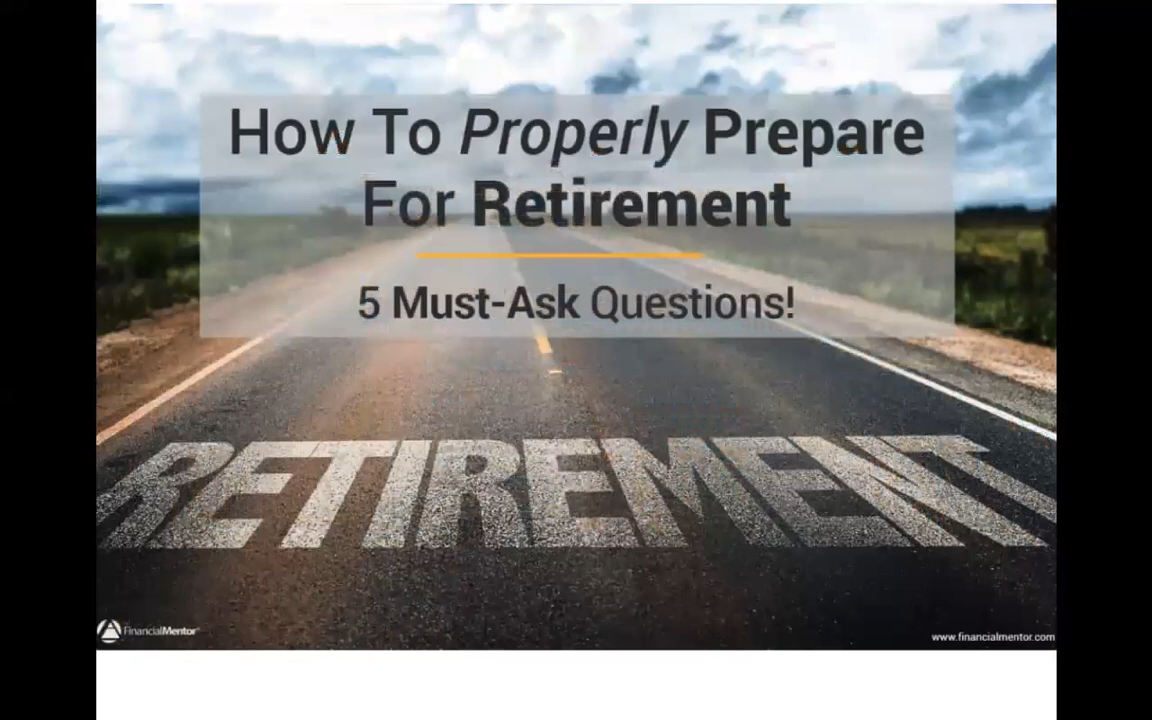 How To Properly Prepare
For Retirement
5 Must-Ask Questions!
RETIREMENT
FinancialMentor
www.financialmentor.com